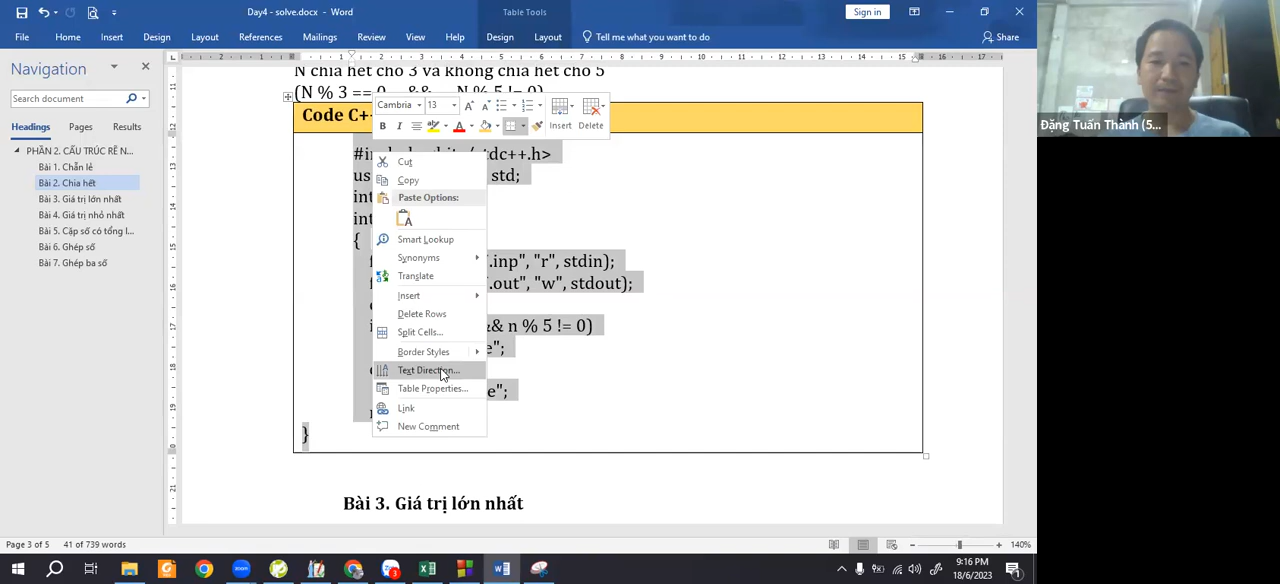 Day4 - solve.docx - Word
Table Tools
Sign in
File Home Insert Design Layout References Mailings Review View Help Design Layout Tell me what you want to do Share
Navigation
Search document
Headings Pages Results
PHẦN 2. CẤU TRÚC RẼ N...
Bài 1. Chẵn lẻ
Bài 2. Chia hết
Bài 3. Giá trị lớn nhất
Bài 4. Giá trị nhỏ nhất
Bài 5. Cặp số có tổng l...
Bài 6. Ghép số
Bài 7. Ghép ba số
N chia hết cho 3 và không chia hết cho 5
(N % 3 == 0 && N % 5 != 0)
Code C+
Cambria 13
Insert Delete
#include
stdc++.h>
std;
int
int
{
.inp", "r", stdin);
.out", "w", stdout);
&& n % 5 != 0)
e";
e";
}
Cut
Copy
Paste Options:
Smart Lookup
Synonyms
Translate
Insert
Delete Rows
Split Cells...
Border Styles
Text Direction...
Table Properties...
Link
New Comment
Bài 3. Giá trị lớn nhất
Đặng Tuấn Thành (5...
Page 3 of 5 41 of 739 words
140%
9:16 PM
18/6/2023